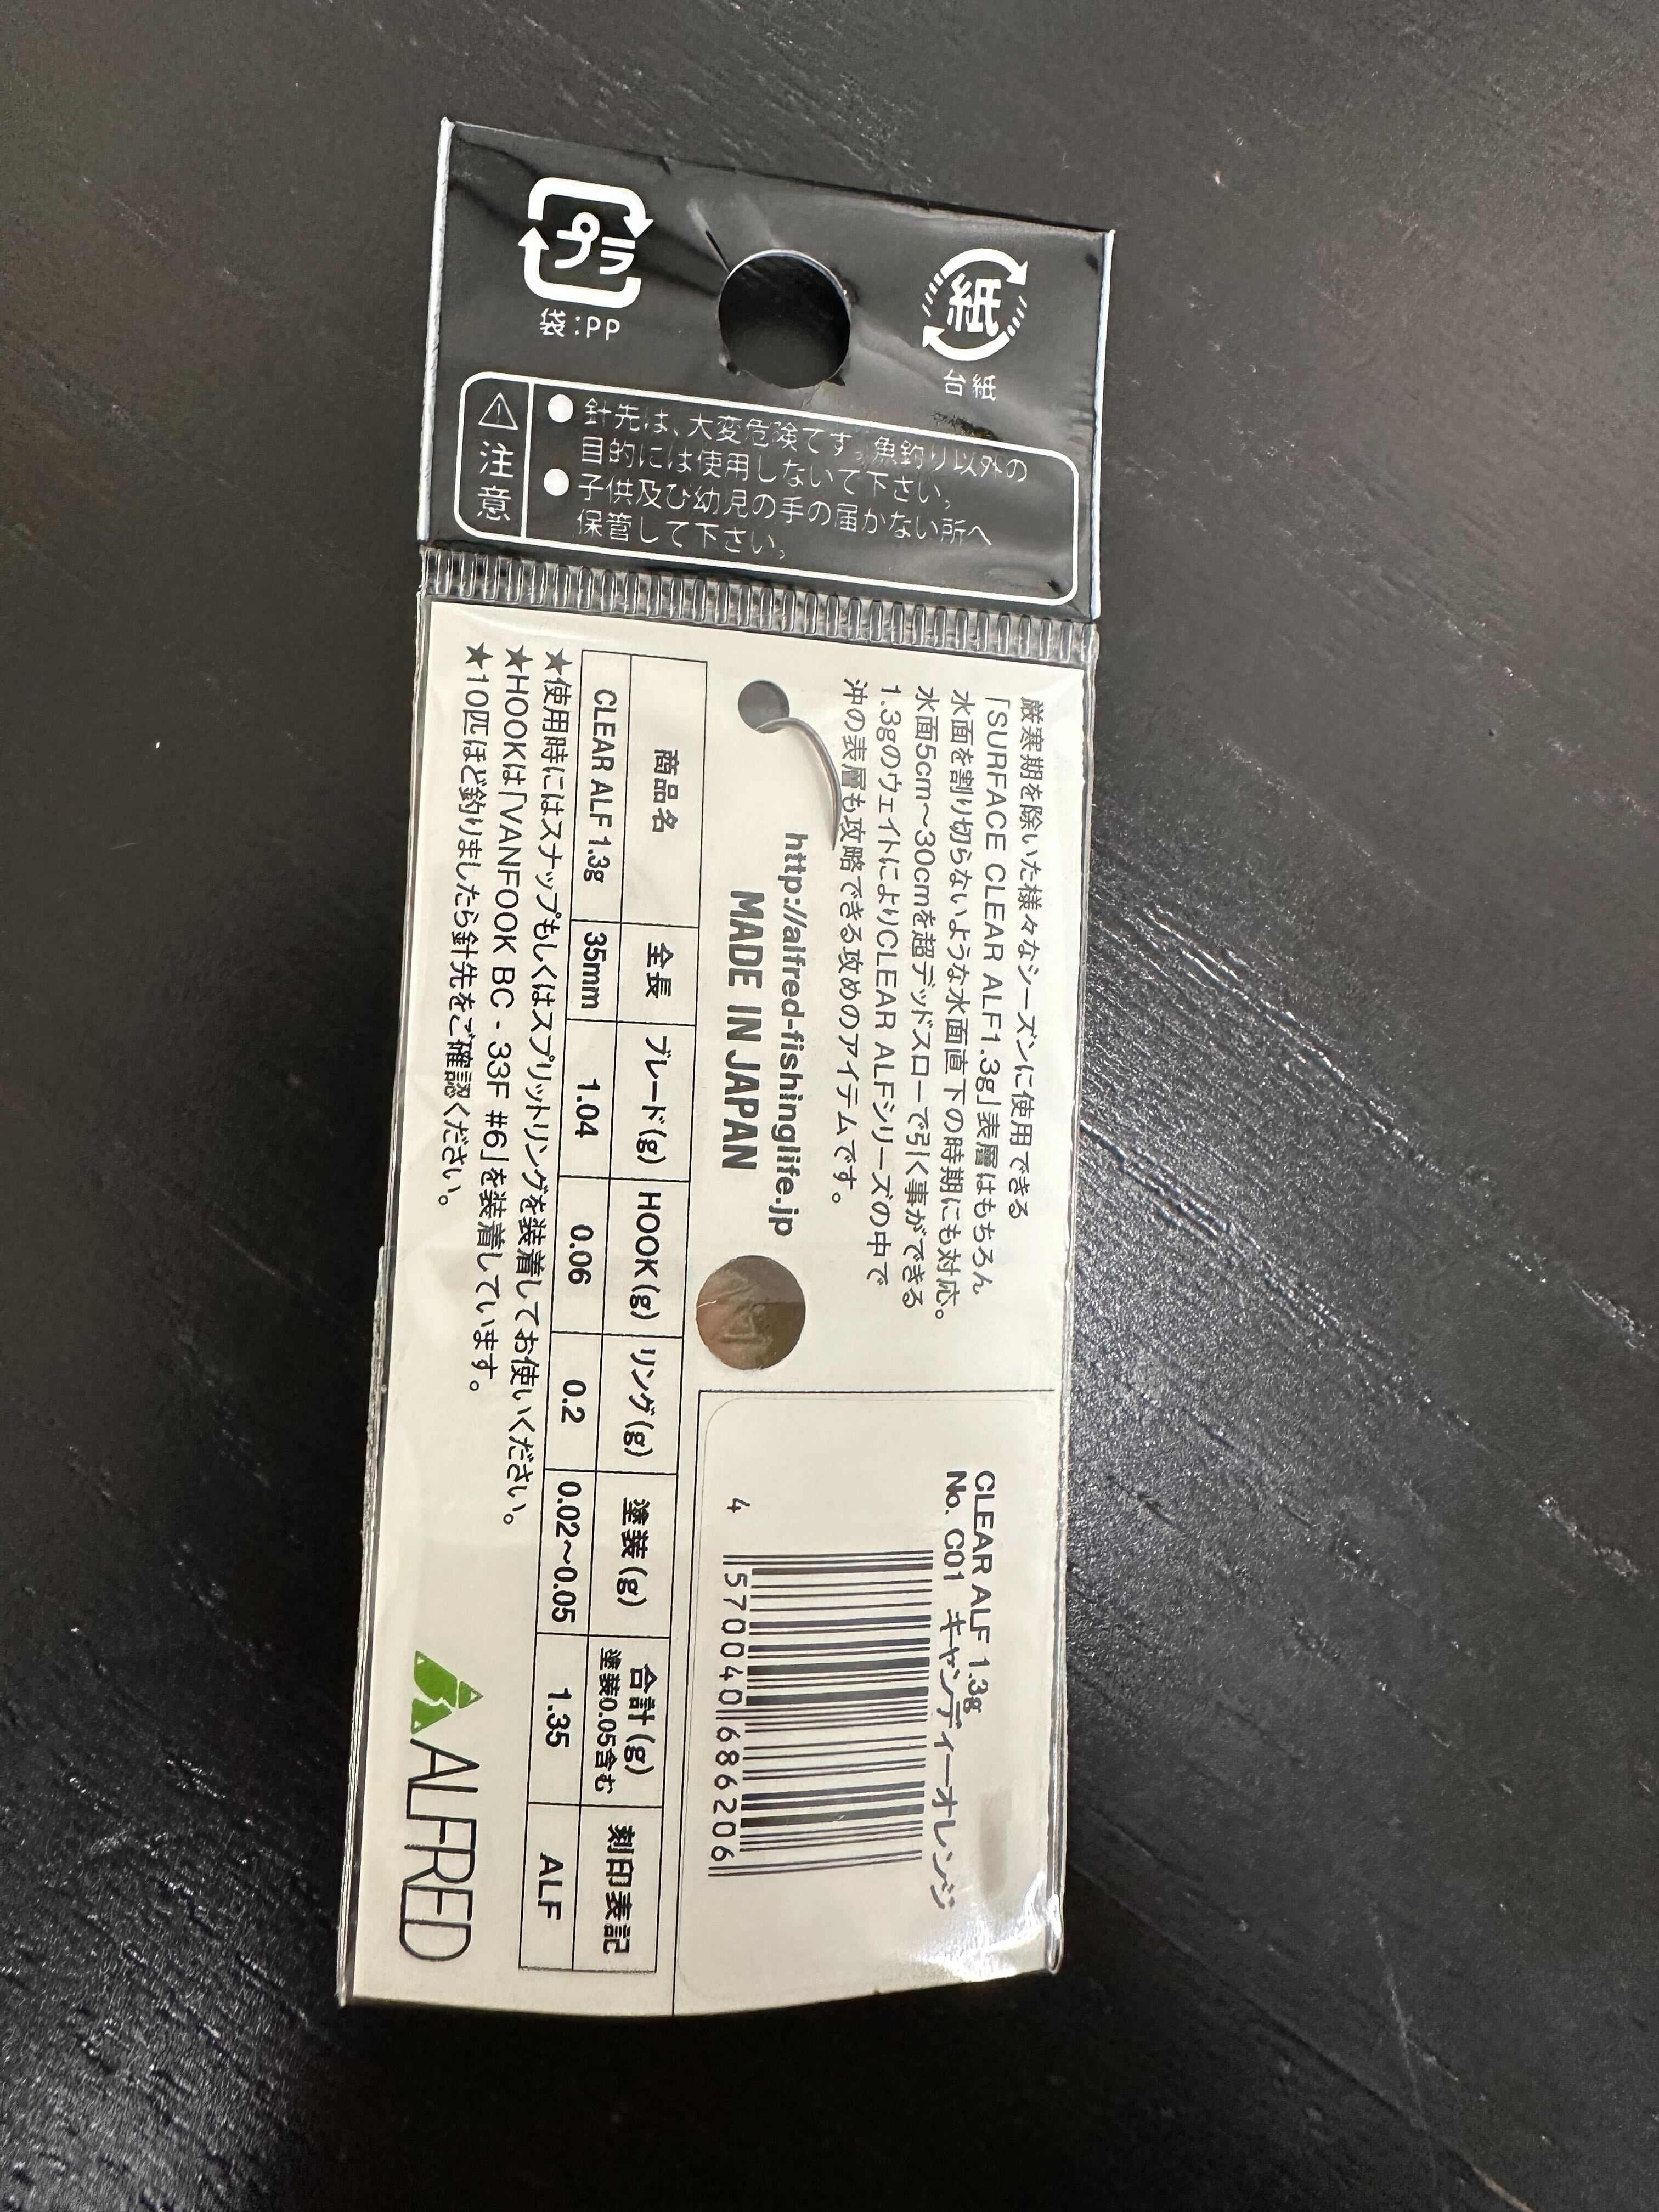 プラ
袋:PP
紙
台紙
注意
●針先は、大変危険です。魚釣り以外の
目的には使用しないで下さい。
●子供及び幼児の手の届かない所へ
保管して下さい。
厳寒期を除いた様々なシーズンに使用できる
「SURFACE CLEAR ALF1.3g」表層はもちろん
水面を割り切らないような水面直下の時期にも対応。
水面5cm〜30cmを超デッドスローで引く事ができる
1.3gのウェイトによりCLEAR ALFシリーズの中で
沖の表層も攻略できる攻めのアイテムです。
http://alfred-fishinglife.jp
MADE IN JAPAN
CLEAR ALF 1.3g
No. C01 キャンディーオレンジ
4 570040 686206
商品名 全長 ブレード(g) HOOK(g) リング(g) 塗装(g) 合計(g) 塗装0.05含む 刻印表記
CLEAR ALF 1.3g 35mm 1.04 0.06 0.2 0.02〜0.05 1.35 ALF
★使用時にはスナップもしくはスプリットリングを装着してお使いください。
★HOOKは「VANFOOK BC - 33F #6」を装着しています。
★10匹ほど釣りましたら針先をご確認ください。
ALFRED